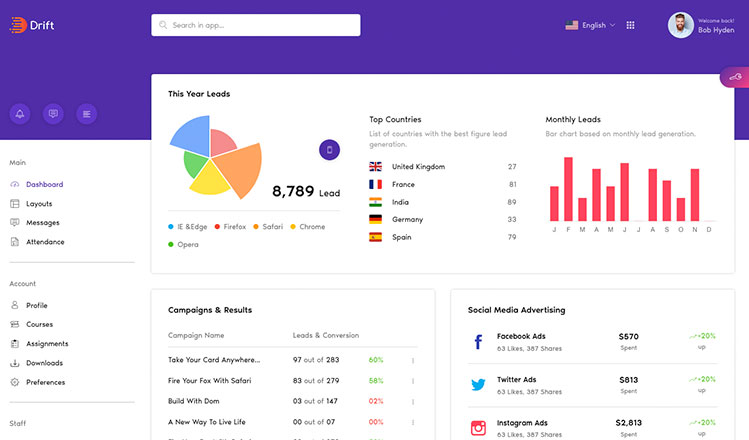 Drift
Search in app...
English
Welcome back!
Bob Hyden
This Year Leads
8,789 Lead
IE &Edge
Firefox
Safari
Chrome
Opera
Top Countries
List of countries with the best figure lead
generation.
United Kingdom 27
France 81
India 89
Germany 33
Spain 79
Monthly Leads
Bar chart based on monthly lead generation.
J F M A M J J A S O N D
Main
Dashboard
Layouts
Messages
Attendance
Account
Profile
Courses
Assignments
Downloads
Preferences
Staff
Campaigns & Results
Campaign Name Leads & Conversion
Take Your Card Anywhere... 97 out of 283 60%
Fire Your Fox With Safari 83 out of 279 58%
Build With Dom 03 out of 147 02%
A New Way To Live Life 00 out of 07 00%
Social Media Advertising
Facebook Ads $570 +20%
63 Likes, 387 Shares Spent up
Twitter Ads $813 +20%
63 Likes, 387 Shares Spent up
Instagram Ads $2,813 +20%
63 Likes, 387 Shares Spent up